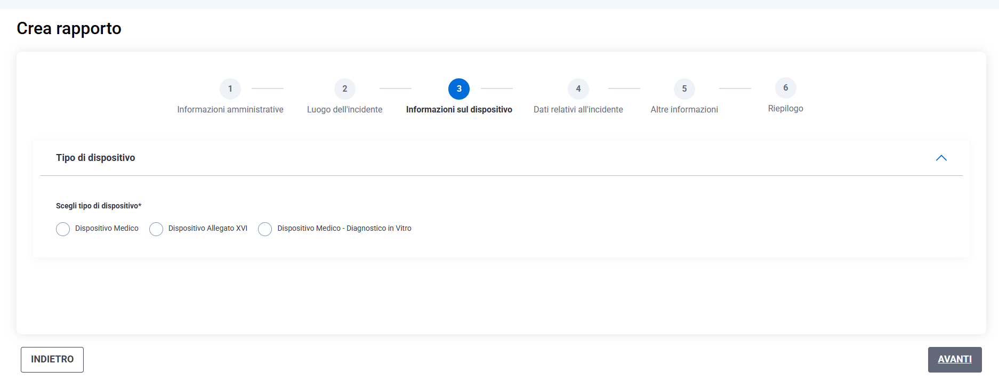 Crea rapporto
1 2 3 4 5 6
Informazioni amministrative Luogo dell'incidente Informazioni sul dispositivo Dati relativi all'incidente Altre informazioni Riepilogo
Tipo di dispositivo
Scegli tipo di dispositivo*
Dispositivo Medico Dispositivo Allegato XVI Dispositivo Medico - Diagnostico in Vitro
INDIETRO AVANTI